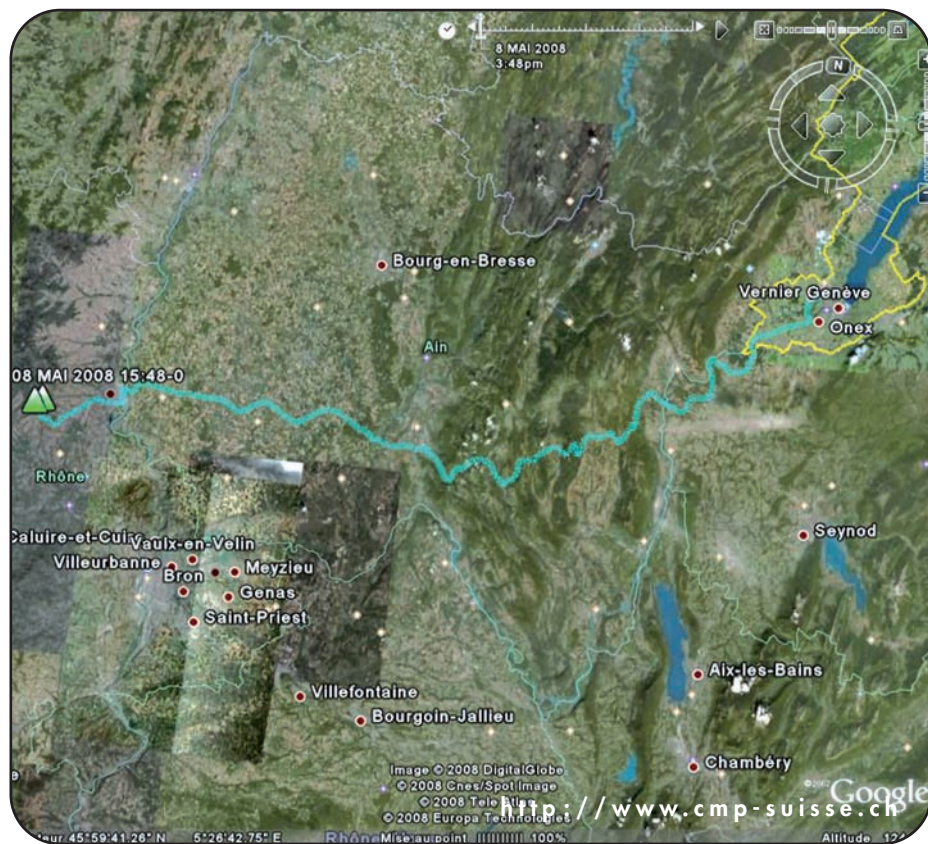 8 MAI 2008
3:48pm
N
Bourg-en-Bresse
Vernier Genève
Onex
Ain
08 MAI 2008 15:48-0
Rhône
Seynod
Vaulx-en-Velin
Villeurbanne
Bron
Meyzieu
Genas
Saint-Priest
Aix-les-Bains
Villefontaine
Bourgoin-Jallieu
Chambéry
Image © 2008 DigitalGlobe
© 2008 Cnes/Spot Image
© 2008 Tele Atlas
© 2008 Europa Technologies
Google
http://www.cmp-suisse.ch
45°59'41.26" N 5°26'42.75" E
Mise au point 100%
Altitude